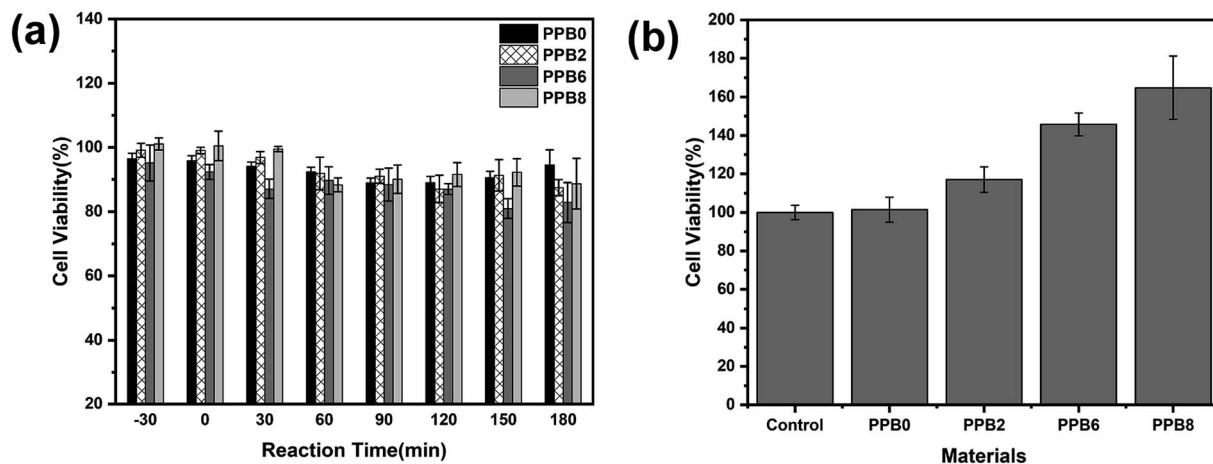 (a)
140
120
100
80
60
40
20
Cell Viability(%)
PPB0
PPB2
PPB6
PPB8
-30 0 30 60 90 120 150 180
Reaction Time(min)
(b)
200
180
160
140
120
100
80
60
40
20
0
Cell Viability(%)
Control PPB0 PPB2 PPB6 PPB8
Materials